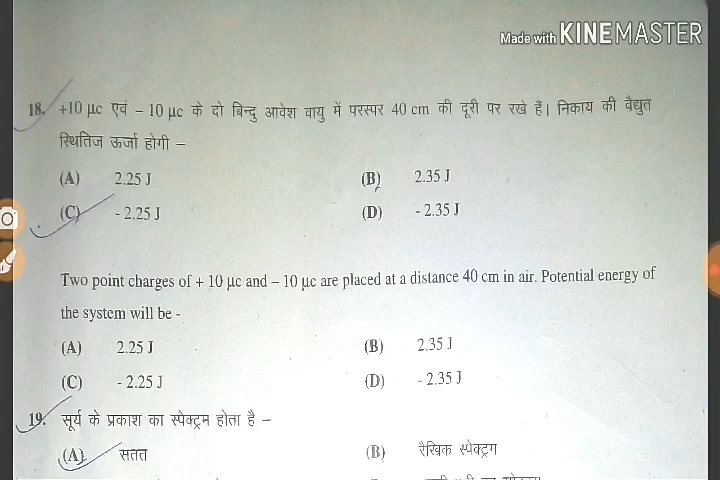 Made with KINEMASTER
18. +10 μc एवं – 10 μc के दो बिन्दु आवेश वायु में परस्पर 40 cm की दूरी पर रखे हैं। निकाय की वैद्युत
स्थितिज ऊर्जा होगी –
(A) 2.25 J (B) 2.35 J
(C) - 2.25 J (D) - 2.35 J
Two point charges of + 10 μc and – 10 μc are placed at a distance 40 cm in air. Potential energy of
the system will be -
(A) 2.25 J (B) 2.35 J
(C) - 2.25 J (D) - 2.35 J
19. सूर्य के प्रकाश का स्पेक्ट्रम होता है –
(A) सतत (B) रैखिक स्पेक्ट्रम